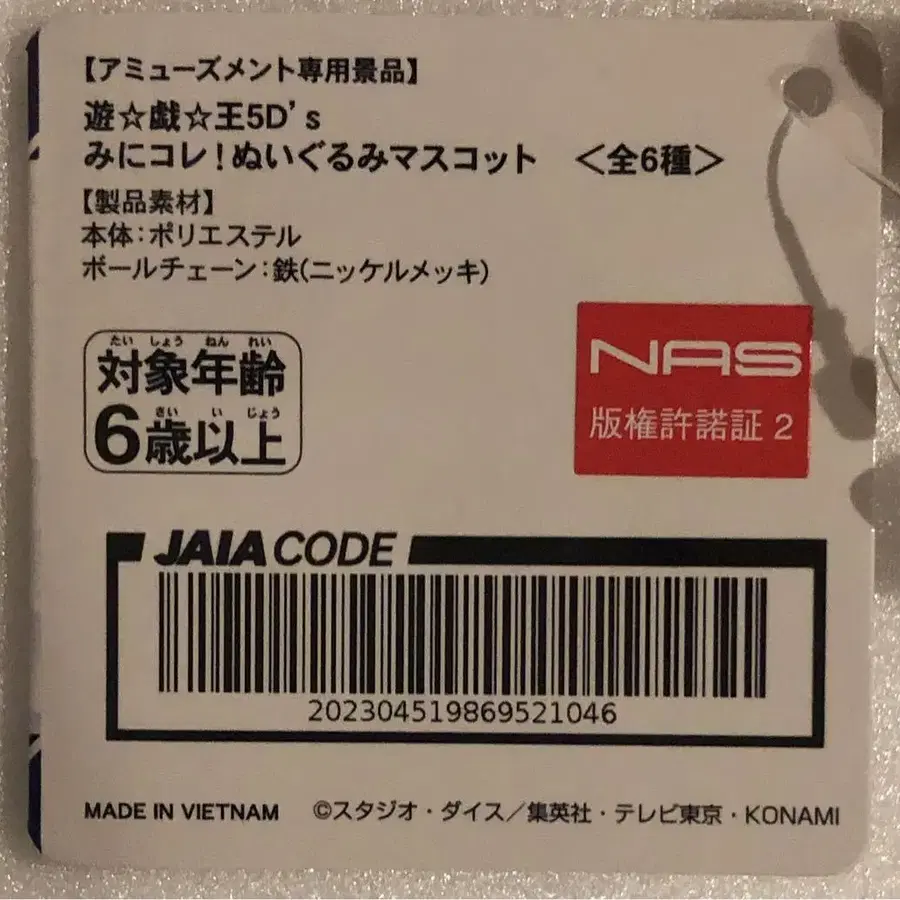 【アミューズメント専用景品】
遊☆戯☆王5D's
みにコレ!ぬいぐるみマスコット <全6種>
【製品素材】
本体:ポリエステル
ボールチェーン:鉄(ニッケルメッキ)
たい しょう ねん れい
対象年齢
さい い じょう
6歳以上
NAS
版権許諾証 2
JAIA CODE
202304519869521046
MADE IN VIETNAM ©スタジオ・ダイス/集英社・テレビ東京・KONAMI